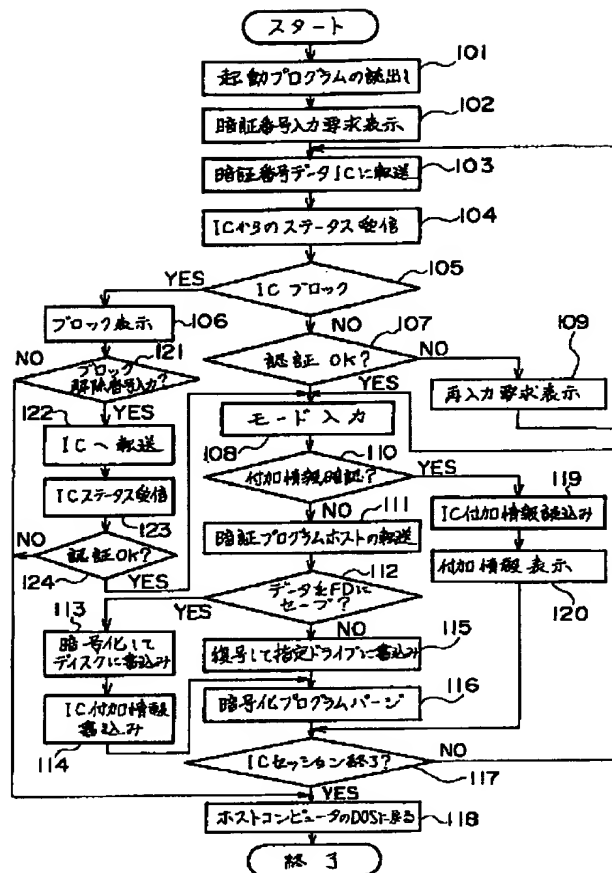 スタート
101
起動プログラムの読出し
102
暗証番号入力要求表示
103
暗証番号データICに転送
104
ICからのステータス受信
105
YES
ICブロック
NO
106
ブロック表示
107
認証OK?
NO
YES
109
再入力要求表示
121
NO
ブロック
解除番号入力?
YES
122
ICへ転送
ICステータス受信
123
NO
認証OK?
124
YES
モード入力
108
110
付加情報確認?
YES
NO
119
IC付加情報読込み
111
暗証プログラムホストの転送
付加情報表示
120
112
データをFDに
セーブ?
YES
NO
113
暗号化して
ディスクに書込み
115
復号して指定ドライブに書込み
IC付加情報
書込み
114
116
暗号化プログラムパージ
ICセッション終了?
NO
117
YES
ホストコンピュータのDOSに戻る
118
終了